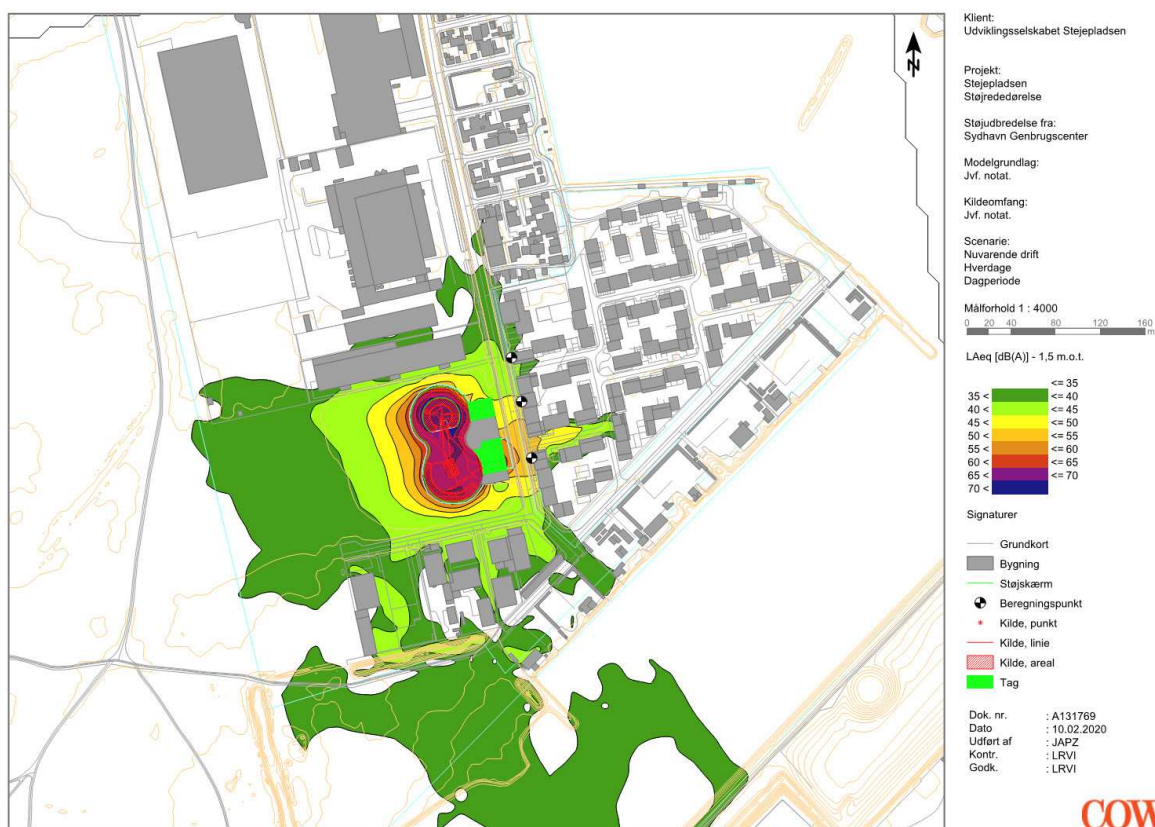 N
Klient:
Udviklingsselskabet Stejepladsen
Projekt:
Stejepladsen
Støjrededørelse
Støjudbredelse fra:
Sydhavn Genbrugscenter
Modelgrundlag:
Jvf. notat.
Kildeomfang:
Jvf. notat.
Scenarie:
Nuvarende drift
Hverdage
Dagperiode
Målforhold 1 : 4000
0 20 40 80 120 160
m
LAeq [dB(A)] - 1,5 m.o.t.
<= 35
35 < <= 40
40 < <= 45
45 < <= 50
50 < <= 55
55 < <= 60
60 < <= 65
65 < <= 70
70 <
Signaturer
Grundkort
Bygning
Støjskærm
Beregningspunkt
Kilde, punkt
Kilde, linie
Kilde, areal
Tag
Dok. nr. : A131769
Dato : 10.02.2020
Udført af : JAPZ
Kontr. : LRVI
Godk. : LRVI
COW